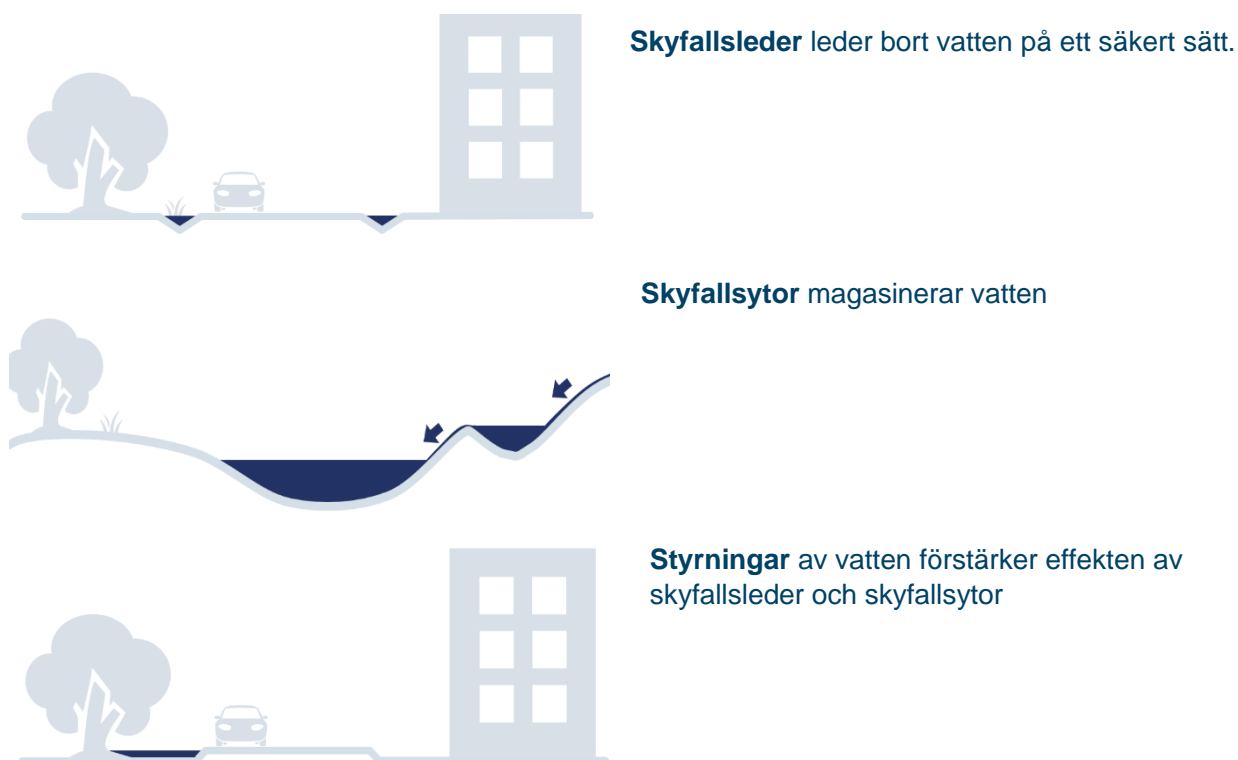 Skyfallsleder leder bort vatten på ett säkert sätt.
Skyfallsytor magasinerar vatten
Styrningar av vatten förstärker effekten av
skyfallsleder och skyfallsytor